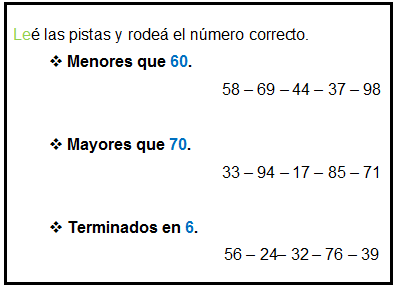 Leé las pistas y rodeá el número correcto.
❖ Menores que 60.
58 – 69 – 44 – 37 – 98
❖ Mayores que 70.
33 – 94 – 17 – 85 – 71
❖ Terminados en 6.
56 – 24– 32 – 76 – 39